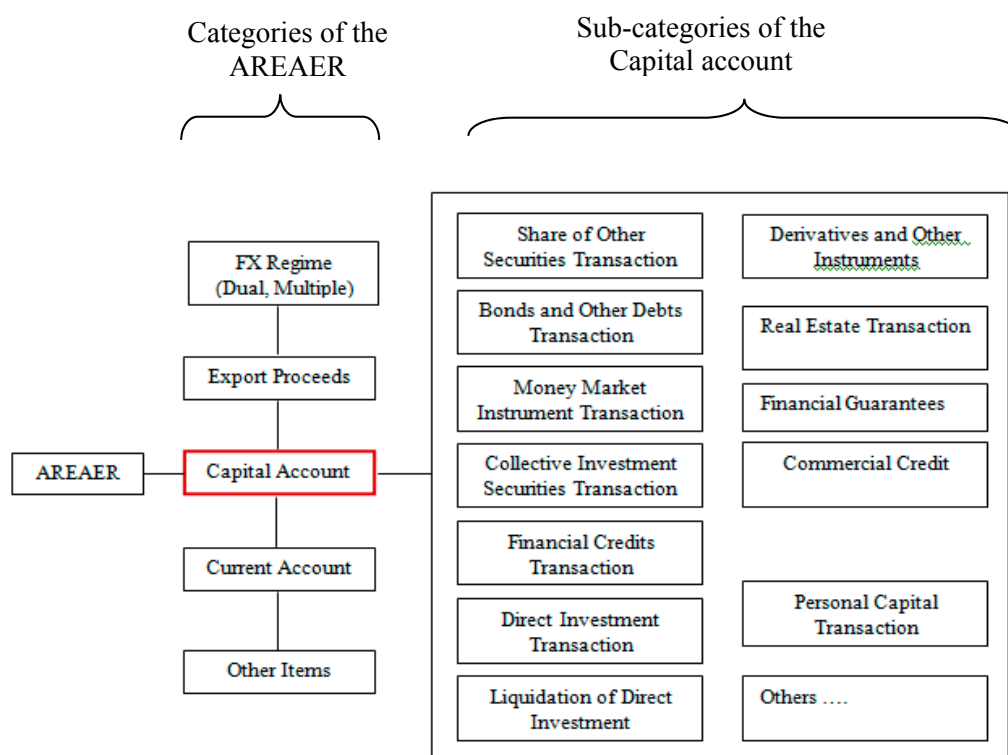 Categories of the
AREAER
Sub-categories of the
Capital account
AREAER
FX Regime
(Dual, Multiple)
Export Proceeds
Capital Account
Current Account
Other Items
Share of Other
Securities Transaction
Bonds and Other Debts
Transaction
Money Market
Instrument Transaction
Collective Investment
Securities Transaction
Financial Credits
Transaction
Direct Investment
Transaction
Liquidation of Direct
Investment
Derivatives and Other
Instruments
Real Estate Transaction
Financial Guarantees
Commercial Credit
Personal Capital
Transaction
Others ....